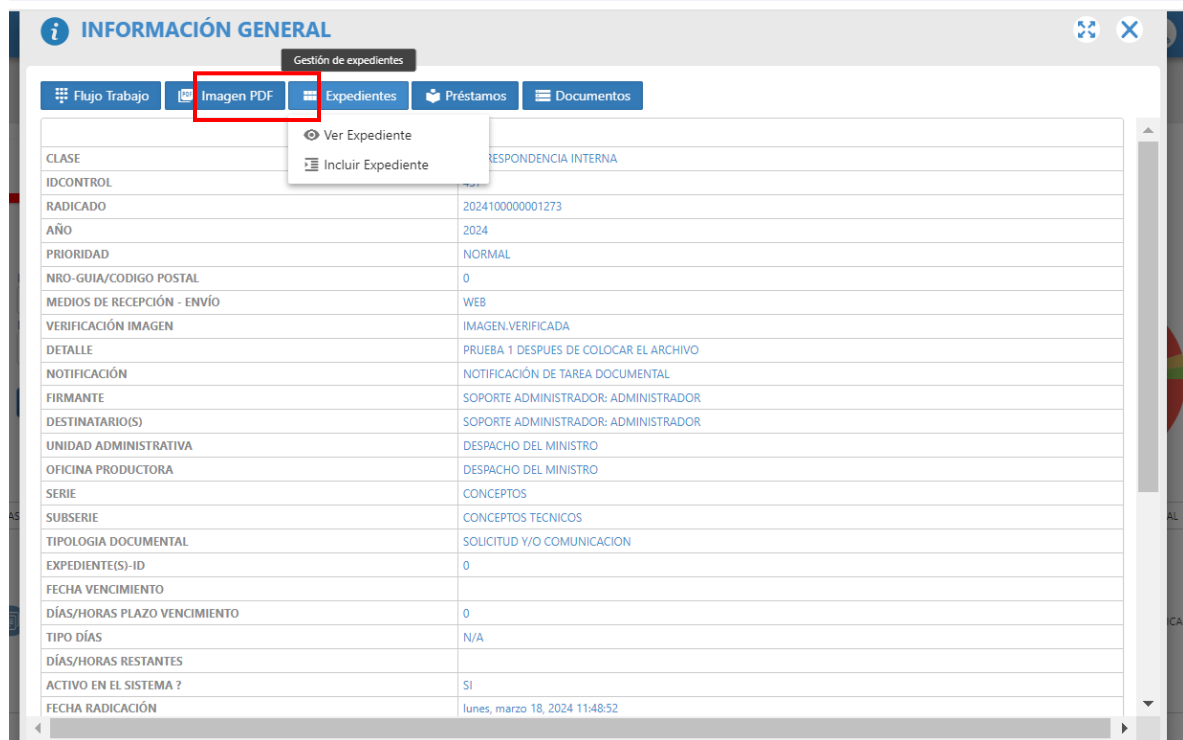 INFORMACIÓN GENERAL
Gestión de expedientes
Flujo Trabajo
PDF Imagen PDF
Expedientes
Préstamos
Documentos
Ver Expediente
Incluir Expediente
CLASE RESPONDENCIA INTERNA
IDCONTROL
RADICADO 2024100000001273
AÑO 2024
PRIORIDAD NORMAL
NRO-GUIA/CODIGO POSTAL 0
MEDIOS DE RECEPCIÓN - ENVÍO WEB
VERIFICACIÓN IMAGEN IMAGEN.VERIFICADA
DETALLE PRUEBA 1 DESPUES DE COLOCAR EL ARCHIVO
NOTIFICACIÓN NOTIFICACIÓN DE TAREA DOCUMENTAL
FIRMANTE SOPORTE ADMINISTRADOR: ADMINISTRADOR
DESTINATARIO(S) SOPORTE ADMINISTRADOR: ADMINISTRADOR
UNIDAD ADMINISTRATIVA DESPACHO DEL MINISTRO
OFICINA PRODUCTORA DESPACHO DEL MINISTRO
SERIE CONCEPTOS
SUBSERIE CONCEPTOS TECNICOS
TIPOLOGIA DOCUMENTAL SOLICITUD Y/O COMUNICACION
EXPEDIENTE(S)-ID 0
FECHA VENCIMIENTO
DÍAS/HORAS PLAZO VENCIMIENTO 0
TIPO DÍAS N/A
DÍAS/HORAS RESTANTES
ACTIVO EN EL SISTEMA ? SI
FECHA RADICACIÓN lunes, marzo 18, 2024 11:48:52